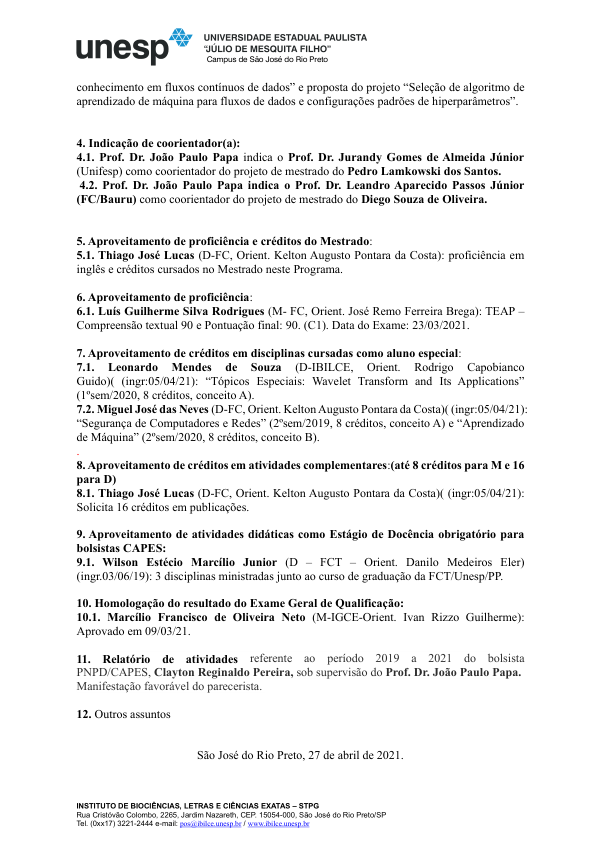 unesp
UNIVERSIDADE ESTADUAL PAULISTA
“JÚLIO DE MESQUITA FILHO”
Campus de São José do Rio Preto
conhecimento em fluxos contínuos de dados” e proposta do projeto “Seleção de algoritmo de
aprendizado de máquina para fluxos de dados e configurações padrões de hiperparâmetros”.
4. Indicação de coorientador(a):
4.1. Prof. Dr. João Paulo Papa indica o Prof. Dr. Jurandy Gomes de Almeida Júnior
(Unifesp) como coorientador do projeto de mestrado do Pedro Lamkowski dos Santos.
4.2. Prof. Dr. João Paulo Papa indica o Prof. Dr. Leandro Aparecido Passos Júnior
(FC/Bauru) como coorientador do projeto de mestrado do Diego Souza de Oliveira.
5. Aproveitamento de proficiência e créditos do Mestrado:
5.1. Thiago José Lucas (D-FC, Orient. Kelton Augusto Pontara da Costa): proficiência em
inglês e créditos cursados no Mestrado neste Programa.
6. Aproveitamento de proficiência:
6.1. Luís Guilherme Silva Rodrigues (M- FC, Orient. José Remo Ferreira Brega): TEAP –
Compreensão textual 90 e Pontuação final: 90. (C1). Data do Exame: 23/03/2021.
7. Aproveitamento de créditos em disciplinas cursadas como aluno especial:
7.1. Leonardo Mendes de Souza (D-IBILCE, Orient. Rodrigo Capobianco
Guido)( (ingr:05/04/21): “Tópicos Especiais: Wavelet Transform and Its Applications”
(1ºsem/2020, 8 créditos, conceito A).
7.2. Miguel José das Neves (D-FC, Orient. Kelton Augusto Pontara da Costa)( (ingr:05/04/21):
“Segurança de Computadores e Redes” (2ºsem/2019, 8 créditos, conceito A) e “Aprendizado
de Máquina” (2ºsem/2020, 8 créditos, conceito B).
.
8. Aproveitamento de créditos em atividades complementares:(até 8 créditos para M e 16
para D)
8.1. Thiago José Lucas (D-FC, Orient. Kelton Augusto Pontara da Costa)( (ingr:05/04/21):
Solicita 16 créditos em publicações.
9. Aproveitamento de atividades didáticas como Estágio de Docência obrigatório para
bolsistas CAPES:
9.1. Wilson Estécio Marcílio Junior (D – FCT – Orient. Danilo Medeiros Eler)
(ingr.03/06/19): 3 disciplinas ministradas junto ao curso de graduação da FCT/Unesp/PP.
10. Homologação do resultado do Exame Geral de Qualificação:
10.1. Marcílio Francisco de Oliveira Neto (M-IGCE-Orient. Ivan Rizzo Guilherme):
Aprovado em 09/03/21.
11. Relatório de atividades referente ao período 2019 a 2021 do bolsista
PNPD/CAPES, Clayton Reginaldo Pereira, sob supervisão do Prof. Dr. João Paulo Papa.
Manifestação favorável do parecerista.
12. Outros assuntos
São José do Rio Preto, 27 de abril de 2021.
INSTITUTO DE BIOCIÊNCIAS, LETRAS E CIÊNCIAS EXATAS – STPG
Rua Cristóvão Colombo, 2265, Jardim Nazareth, CEP. 15054-000, São José do Rio Preto/SP
Tel. (0xx17) 3221-2444 e-mail: pos@ibilce.unesp.br / www.ibilce.unesp.br